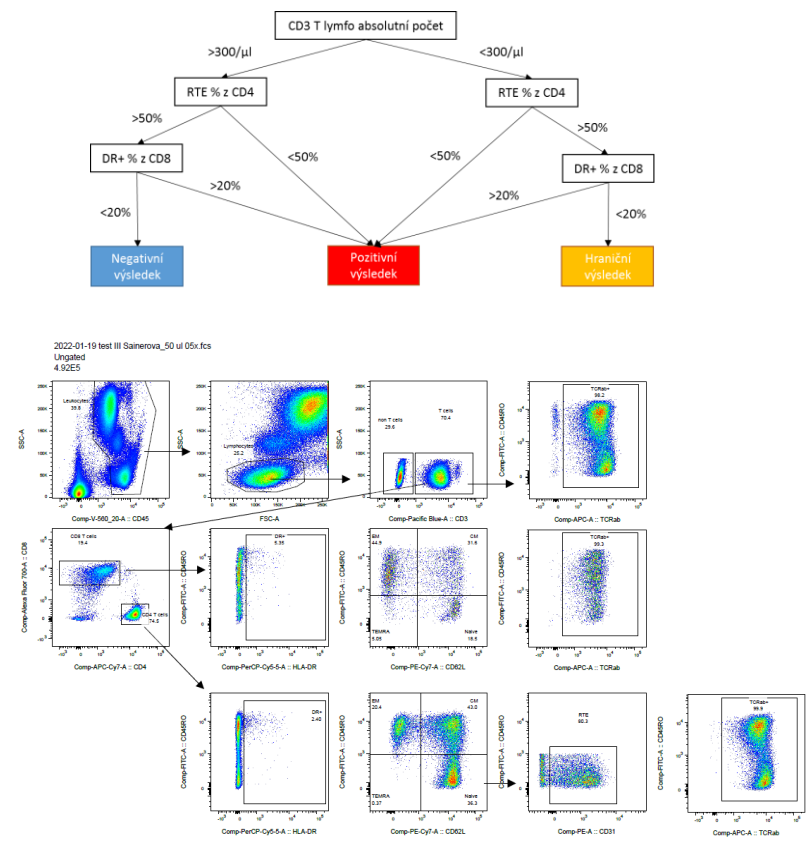 CD3 T lymfo absolutní počet
>300/µl
<300/µl
RTE % z CD4
RTE % z CD4
>50%
>50%
<50%
<50%
DR+ % z CD8
DR+ % z CD8
>20%
>20%
<20%
<20%
Negativní
výsledek
Pozitivní
výsledek
Hraniční
výsledek
2022-01-19 test III Sainerova_50 ul 05x.fcs
Ungated
4.92E5
Leukocytes
39.8
SSC-A
Comp-V-560_20-A :: CD45
Lymphocytes
25.2
SSC-A
FSC-A
0 50K 100K 150K 200K 250K
non T cells
29.6
T cells
70.4
SSC-A
Comp-Pacific Blue-A :: CD3
TCRab+
98.2
Comp-FITC-A :: CD45RO
Comp-APC-A :: TCRab
CD8 T cells
19.4
CD4 T cells
74.5
Comp-Alexa Fluor 700-A :: CD8
Comp-APC-Cy7-A :: CD4
DR+
5.35
Comp-FITC-A :: CD45RO
Comp-PerCP-Cy5-5-A :: HLA-DR
EM
44.9
CM
31.6
TEMRA
5.05
Naive
18.5
Comp-FITC-A :: CD45RO
Comp-PE-Cy7-A :: CD62L
TCRab+
99.3
Comp-FITC-A :: CD45RO
Comp-APC-A :: TCRab
DR+
2.40
Comp-FITC-A :: CD45RO
Comp-PerCP-Cy5-5-A :: HLA-DR
EM
20.4
CM
43.0
TEMRA
0.37
Naive
36.3
Comp-FITC-A :: CD45RO
Comp-PE-Cy7-A :: CD62L
RTE
80.3
Comp-FITC-A :: CD45RO
Comp-PE-A :: CD31
TCRab+
99.9
Comp-FITC-A :: CD45RO
Comp-APC-A :: TCRab